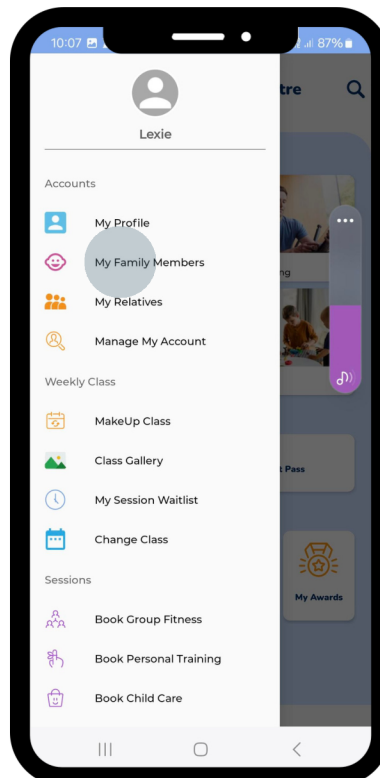 10:07
87%
tre
Lexie
Accounts
My Profile
My Family Members
ng
My Relatives
Manage My Account
Weekly Class
MakeUp Class
Class Gallery
t Pass
My Session Waitlist
Change Class
Sessions
My Awards
Book Group Fitness
Book Personal Training
Book Child Care